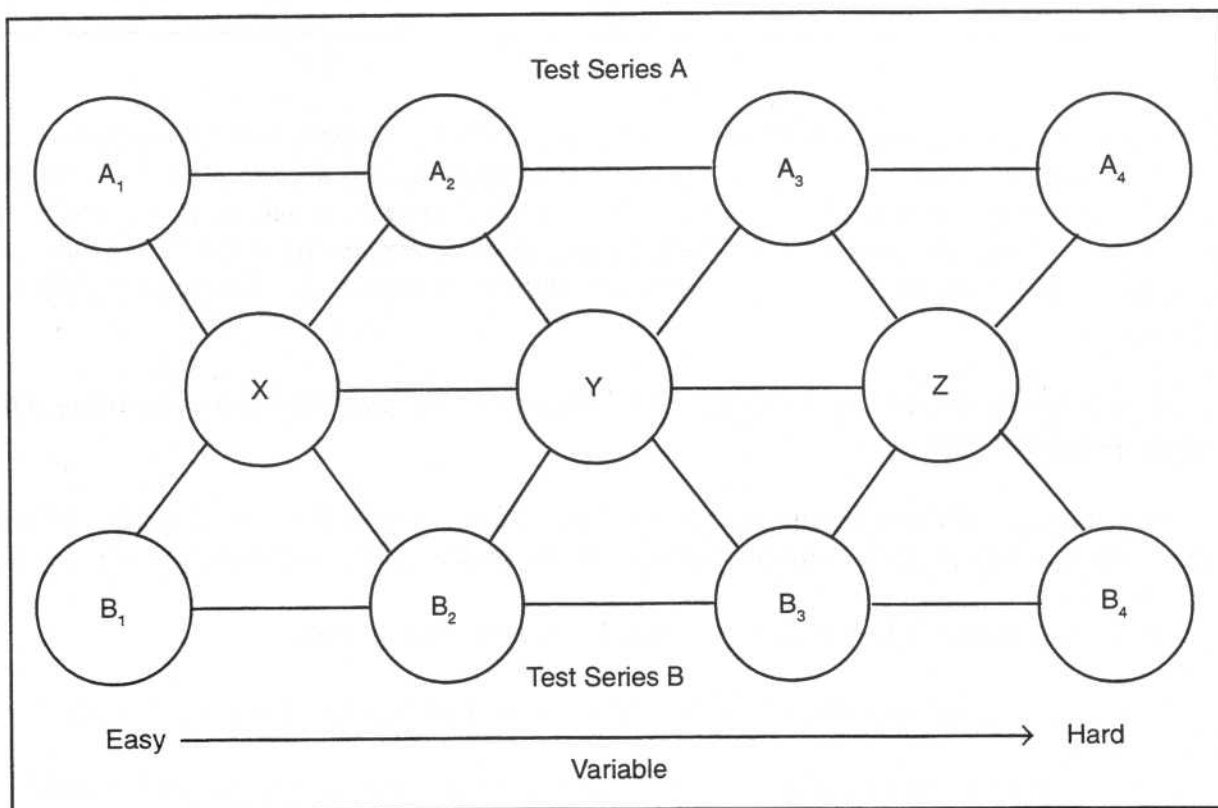 Test Series A
A₁ A₂ A₃ A₄
X Y Z
B₁ B₂ B₃ B₄
Test Series B
Easy Hard
Variable